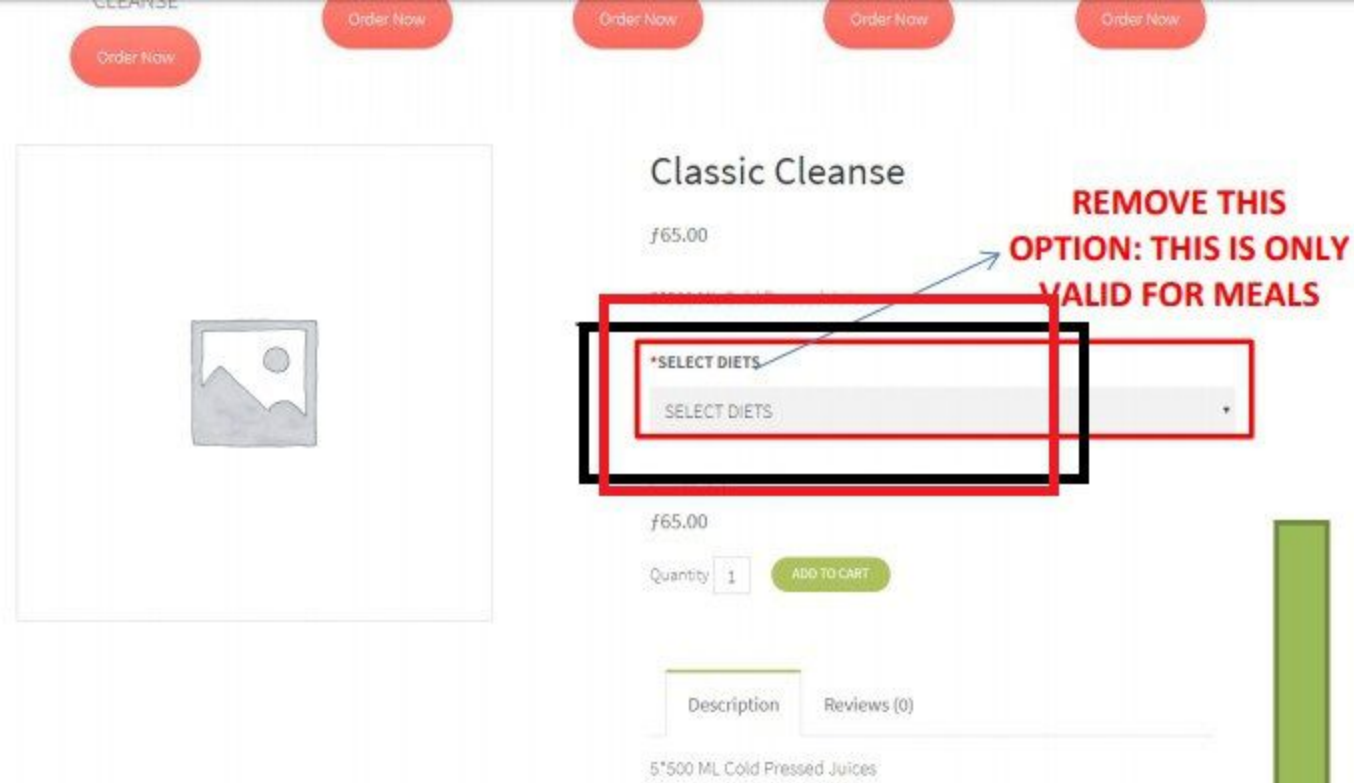 CLEANSE
Order Now
Order Now
Order Now
Order Now
Order Now
Classic Cleanse
ƒ65.00
REMOVE THIS
OPTION: THIS IS ONLY
VALID FOR MEALS
*SELECT DIETS
SELECT DIETS
ƒ65.00
Quantity 1 ADD TO CART
Description Reviews (0)
5*500 ML Cold Pressed Juices